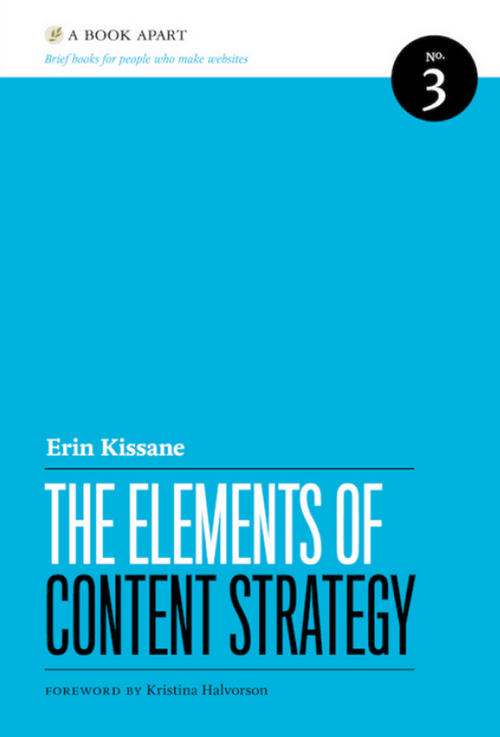 A BOOK APART
Brief books for people who make websites
No.
3
Erin Kissane
THE ELEMENTS OF
CONTENT STRATEGY
FOREWORD BY Kristina Halvorson